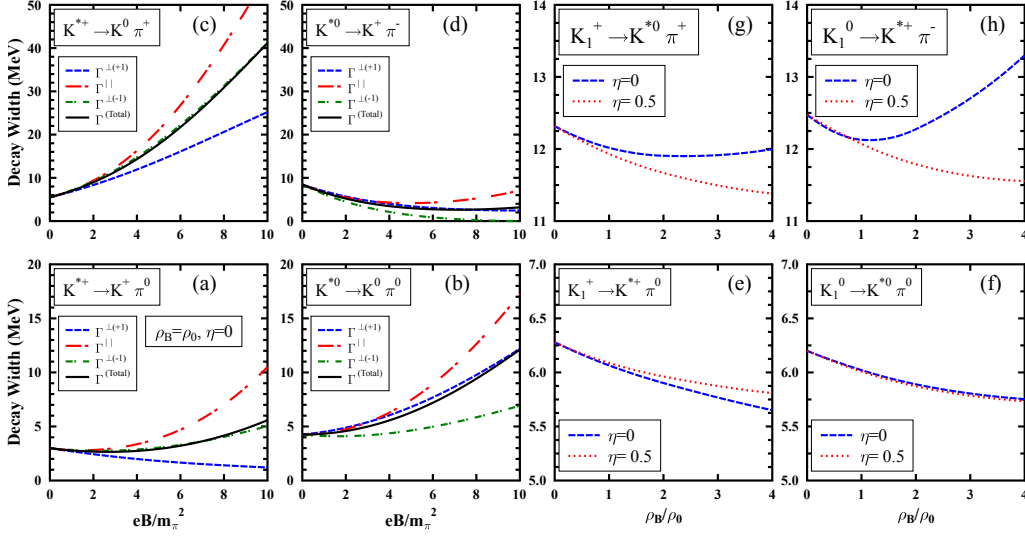 Decay Width (MeV)
50
40
30
20
10
0
K*+ →K0 π+
(c)
Γ⊥(+1)
Γ||
Γ⊥(-1)
Γ(Total)
0 2 4 6 8 10
50
40
30
20
10
0
K*0 →K+ π-
(d)
Γ⊥(+1)
Γ||
Γ⊥(-1)
Γ(Total)
0 2 4 6 8 10
14
13
12
11
K1+ →K*0 π+
(g)
η=0
η= 0.5
0 1 2 3 4
14
13
12
11
K10 →K*+ π-
(h)
η=0
η= 0.5
0 1 2 3 4
Decay Width (MeV)
20
15
10
5
0
K*+ →K+ π0
(a)
ρB=ρ0, η=0
Γ⊥(+1)
Γ||
Γ⊥(-1)
Γ(Total)
0 2 4 6 8 10
eB/mπ2
20
15
10
5
0
K*0 →K0 π0
(b)
Γ⊥(+1)
Γ||
Γ⊥(-1)
Γ(Total)
0 2 4 6 8 10
eB/mπ2
7.0
6.5
6.0
5.5
5.0
K1+ →K*+ π0
(e)
η=0
η= 0.5
0 1 2 3 4
ρB/ρ0
7.0
6.5
6.0
5.5
5.0
K10 →K*0 π0
(f)
η=0
η= 0.5
0 1 2 3 4
ρB/ρ0